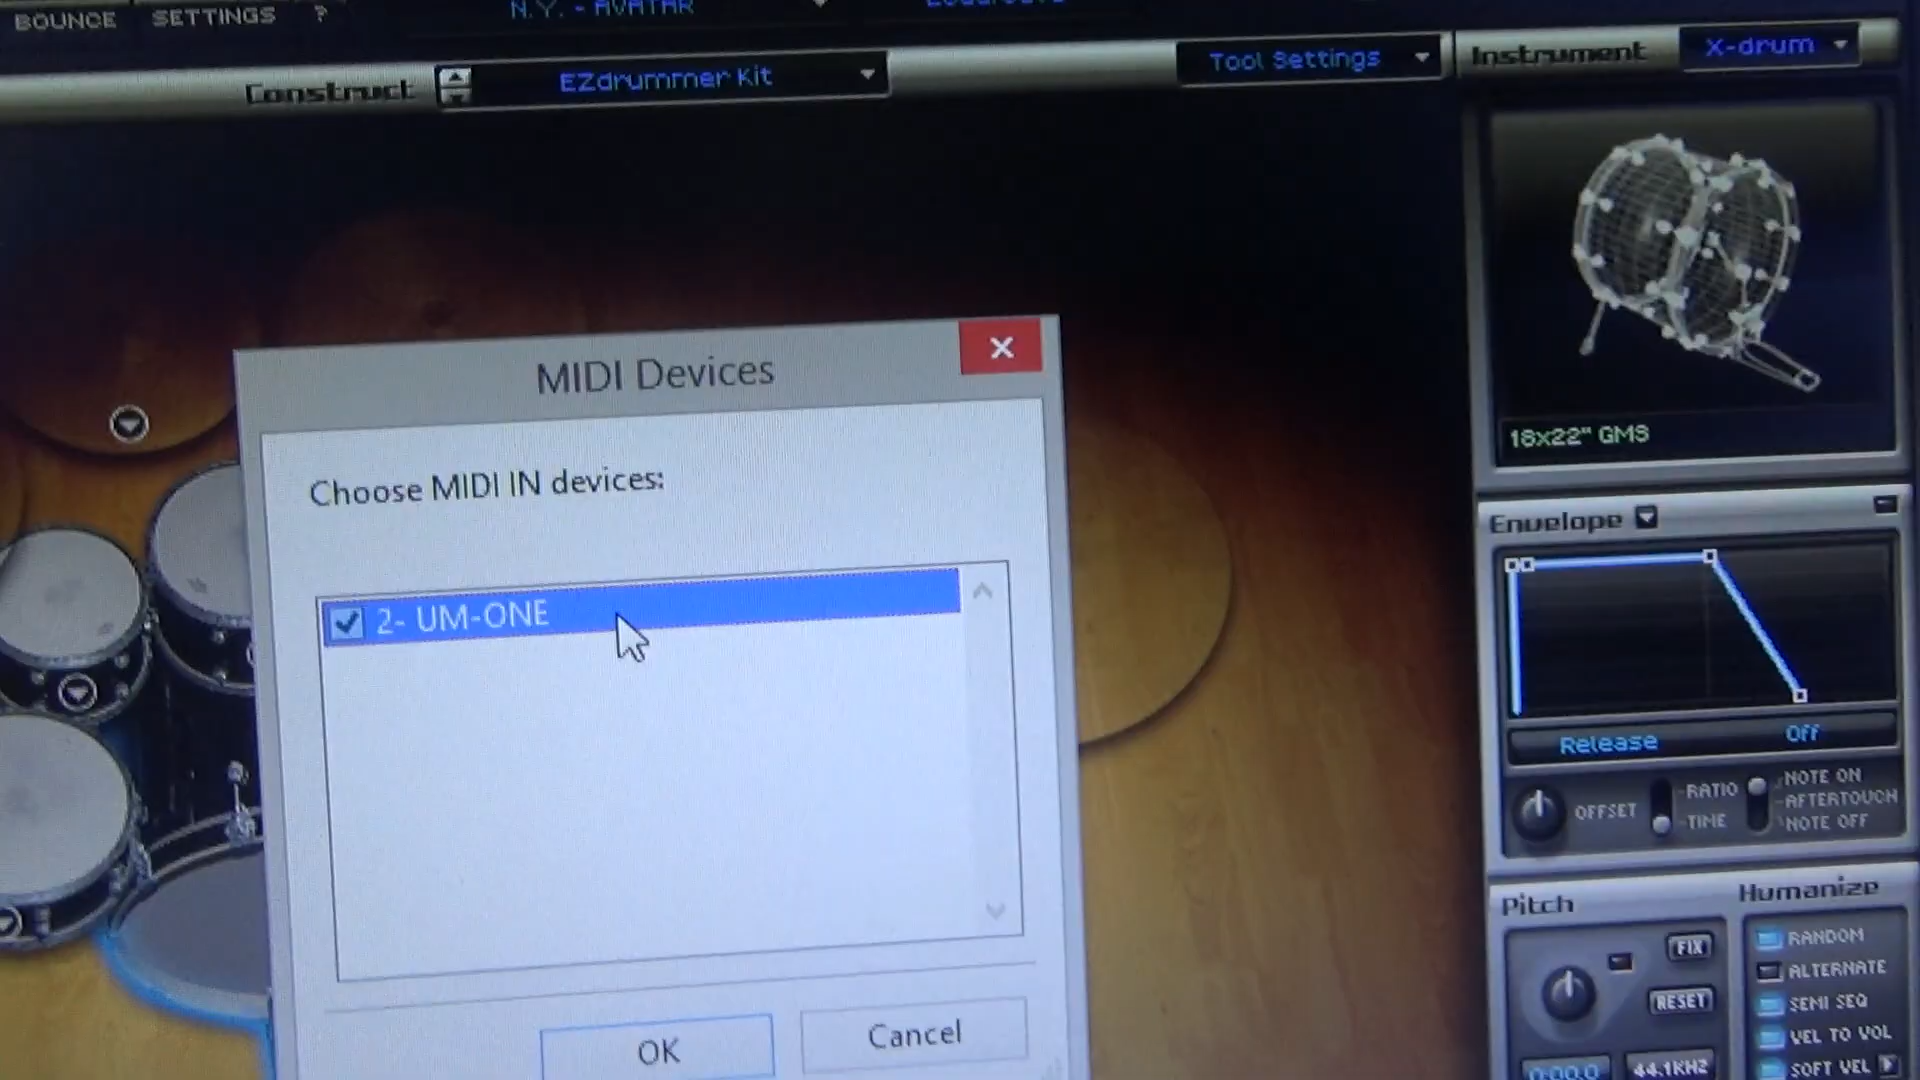 BOUNCE SETTINGS ?
N.Y. - AVATAR
Construct EZdrummer Kit Tool Settings Instrument X-drum
18x22" GMS
MIDI Devices
Choose MIDI IN devices:
2- UM-ONE
OK Cancel
Envelope
Release Off
OFFSET RATIO TIME NOTE ON AFTERTOUCH NOTE OFF
Pitch
FIX
RESET
44.1KHZ
Humanize
RANDOM
ALTERNATE
SEMI SEQ
VEL TO VOL
SOFT VEL